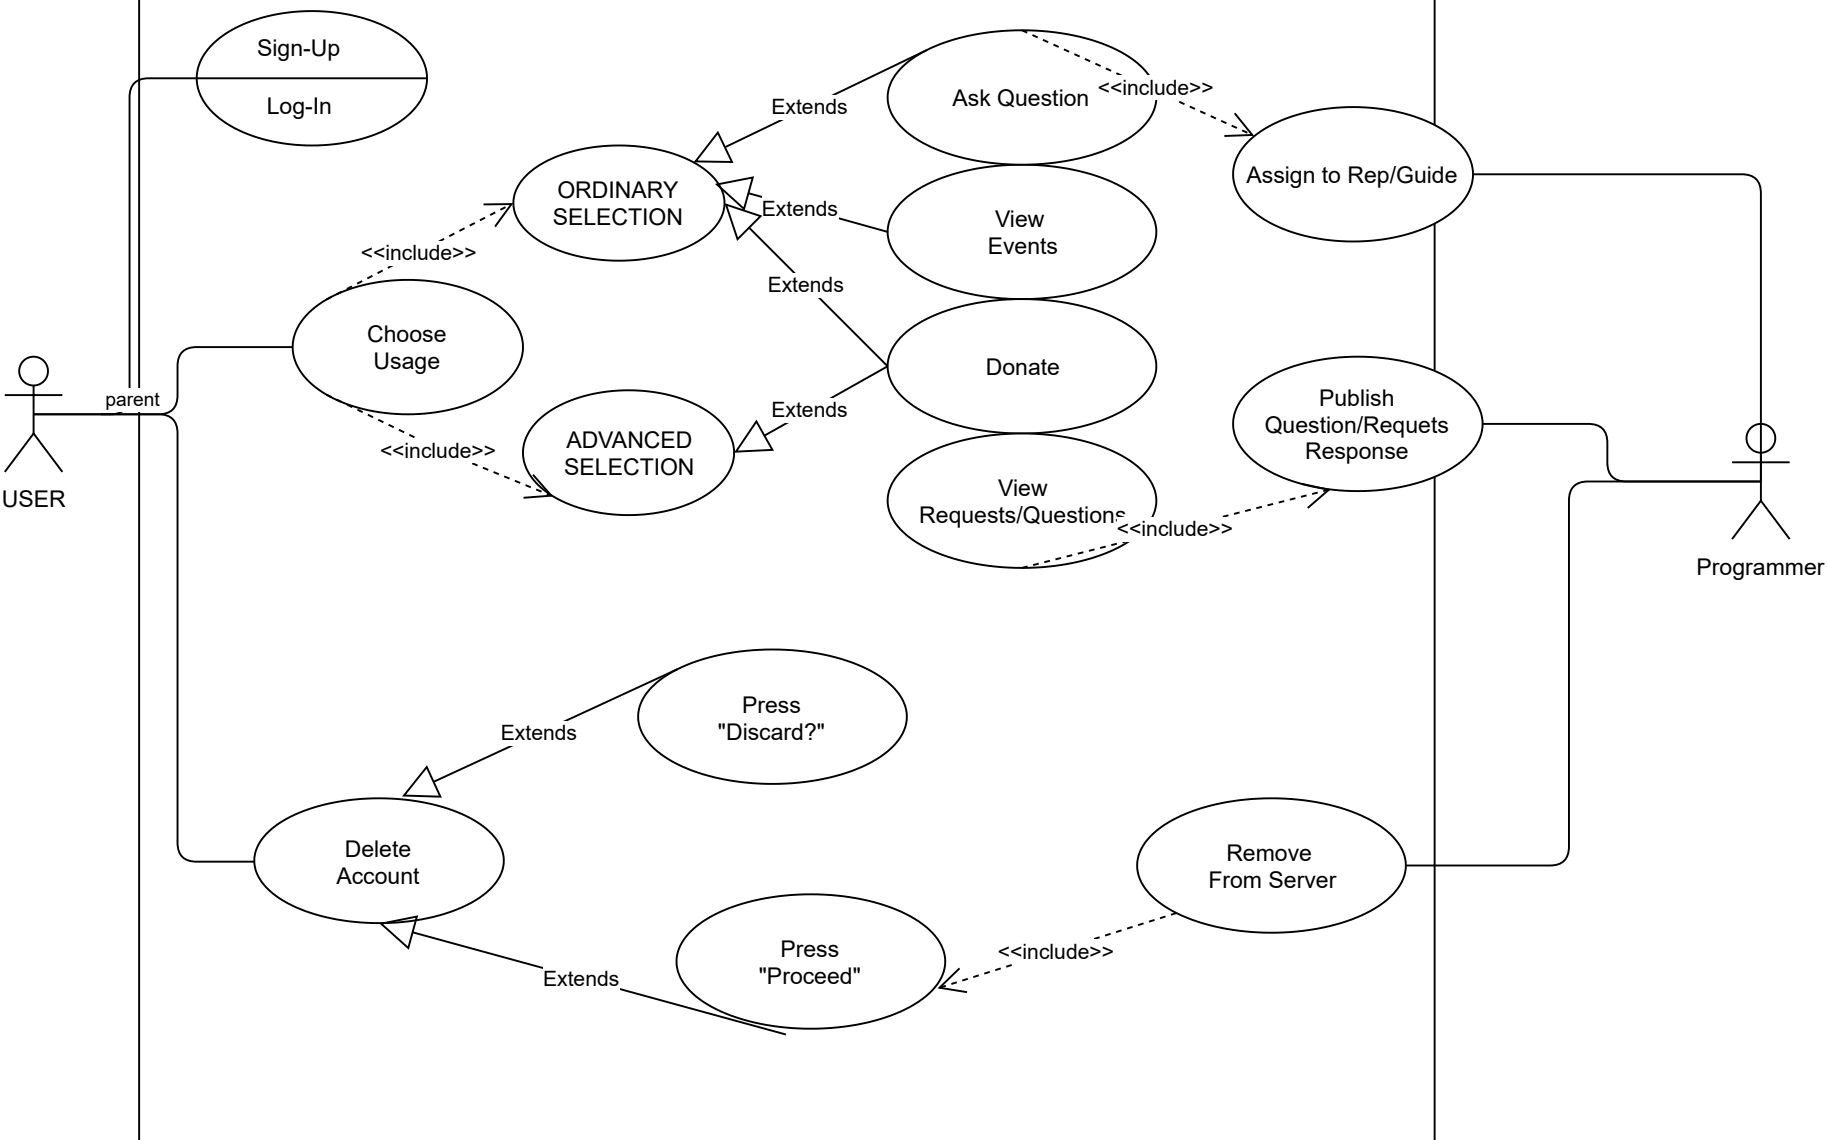 Sign-Up
Log-In
Extends
Ask Question
<<include>>
ORDINARY
SELECTION
Extends
View
Events
Assign to Rep/Guide
<<include>>
Extends
Choose
Usage
Donate
parent
Extends
Publish
Question/Requets
Response
<<include>>
ADVANCED
SELECTION
View
Requests/Questions
<<include>>
USER
Programmer
Press
"Discard?"
Extends
Delete
Account
Remove
From Server
Press
"Proceed"
<<include>>
Extends